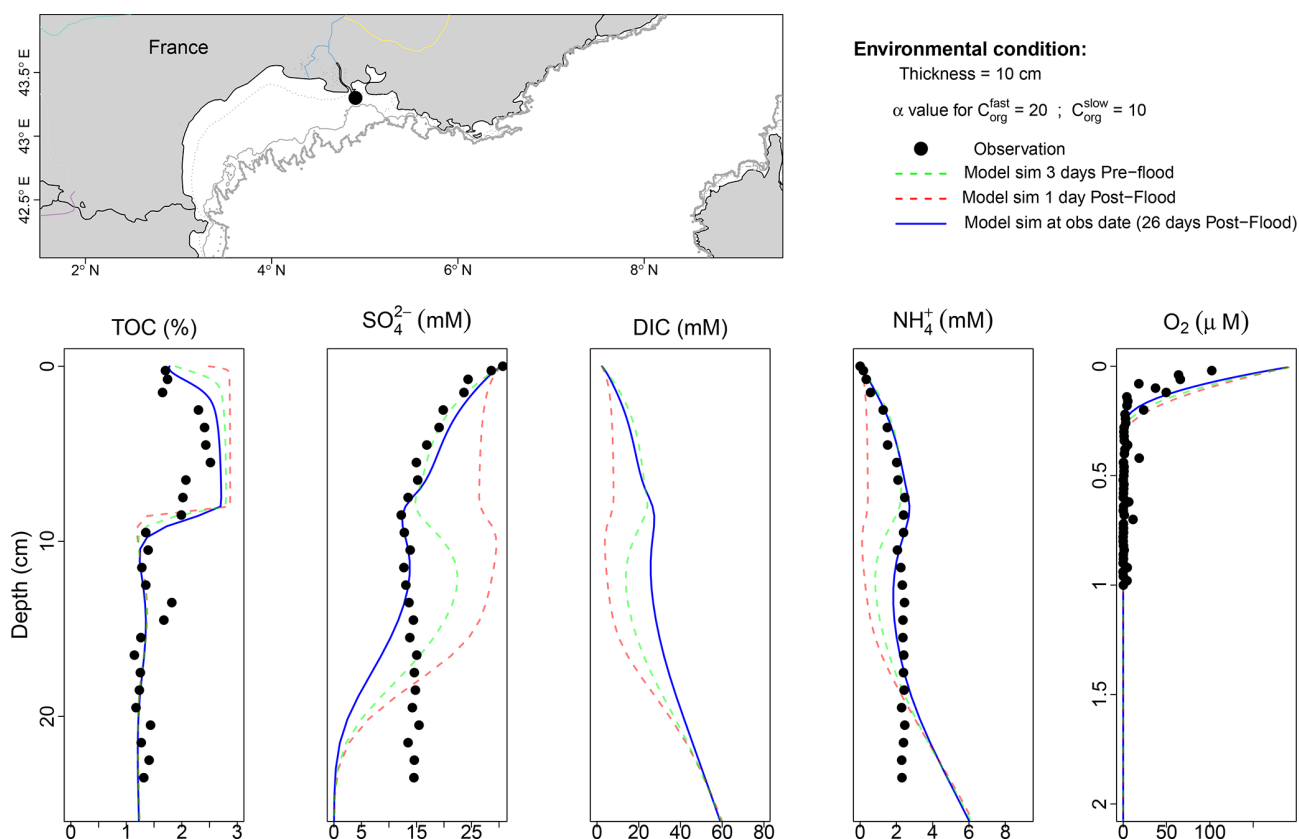 France
43.5° E
43° E
42.5° E
2° N
4° N
6° N
8° N
Environmental condition:
Thickness = 10 cm
α value for C_org^fast = 20 ; C_org^slow = 10
Observation
Model sim 3 days Pre−flood
Model sim 1 day Post−Flood
Model sim at obs date (26 days Post−Flood)
TOC (%)
SO₄²⁻ (mM)
DIC (mM)
NH₄⁺ (mM)
O₂ (μ M)
Depth (cm)
0
10
20
0 1 2 3
0 5 15 25
0 20 40 60 80
0 2 4 6 8
0
0.5
1
1.5
2
0 50 100